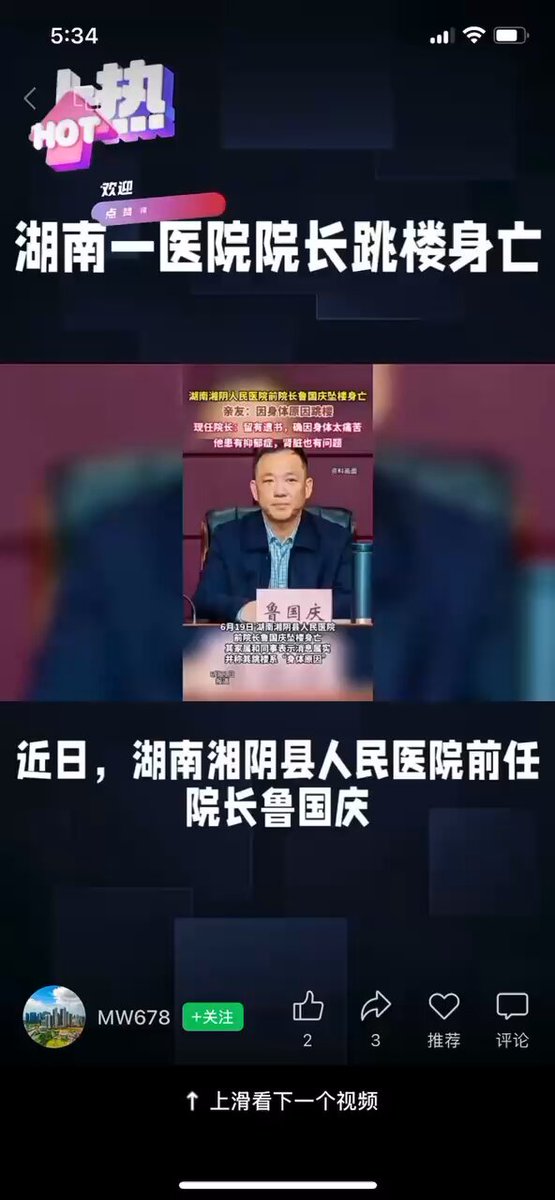 5:34
上热
HOT
欢迎
点赞
湖南一医院院长跳楼身亡
湖南湘阴人民医院前院长鲁国庆坠楼身亡
亲友：因身体原因跳楼
现任院长：留有遗书，确因身体太痛苦
他患有抑郁症，肾脏也有问题
资料画面
鲁国庆
6月19日 湖南湘阴县人民医院
前院长鲁国庆坠楼身亡
其家属和同事表示消息属实
并称其跳楼系“身体原因”
近日，湖南湘阴县人民医院前任
院长鲁国庆
MW678
+关注
2
3
推荐
评论
上滑看下一个视频